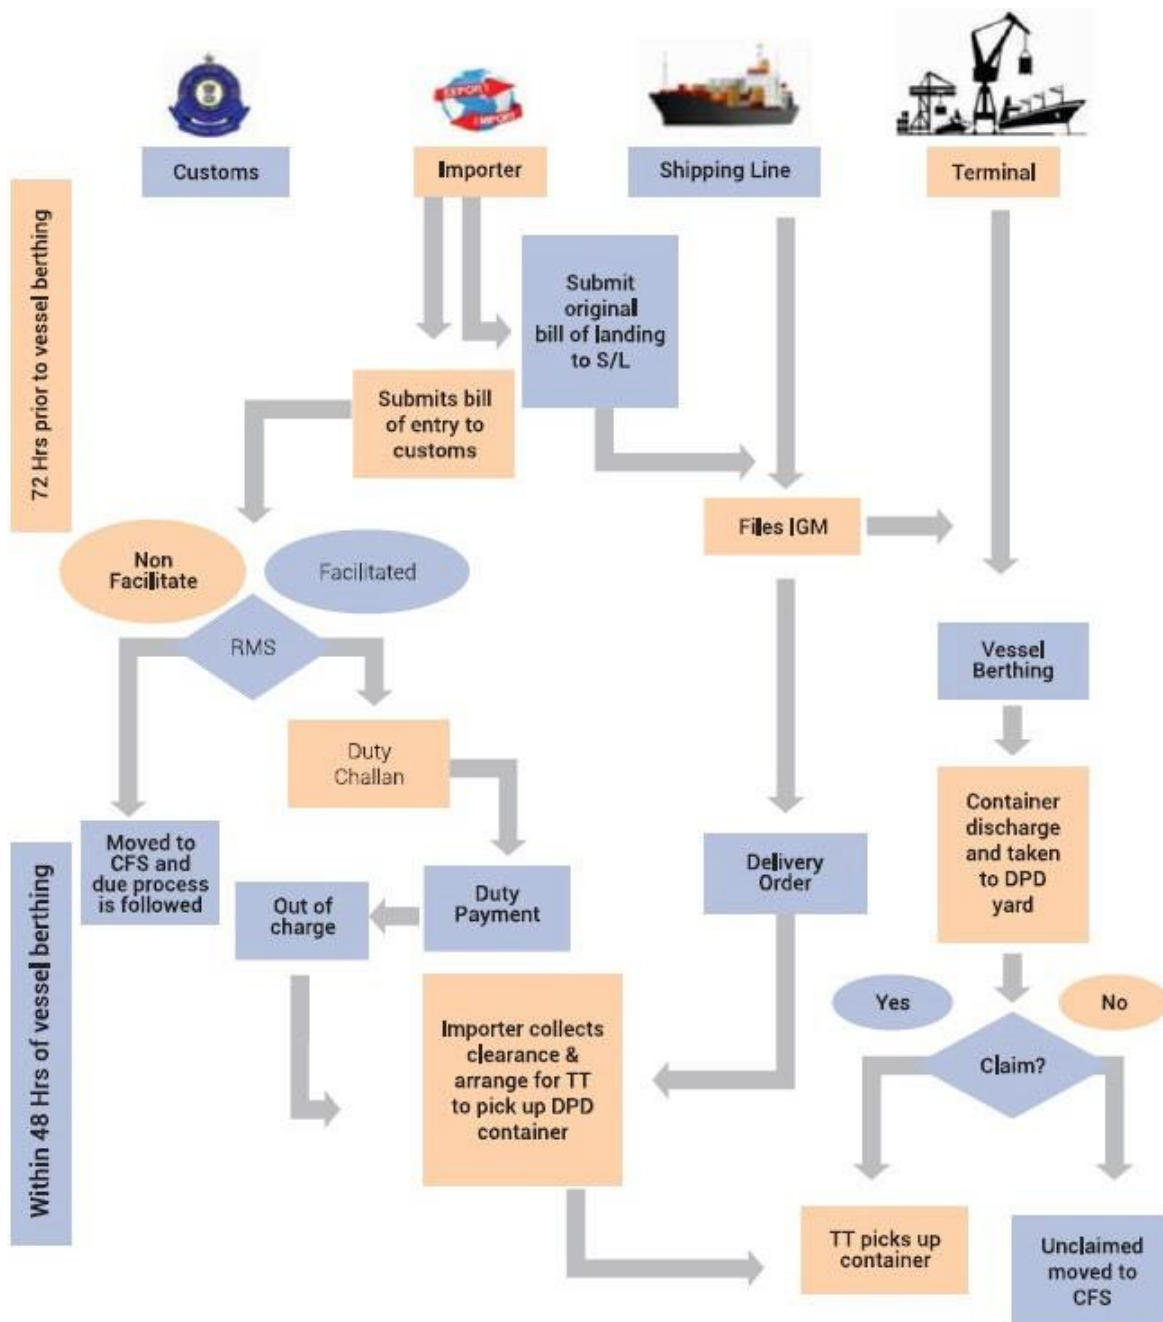 EXPORT
IMPORT
Customs
Importer
Shipping Line
Terminal
72 Hrs prior to vessel berthing
Submit
original
bill of landing
to S/L
Submits bill
of entry to
customs
Files IGM
Non
Facilitate
Facilitated
RMS
Vessel
Berthing
Duty
Challan
Container
discharge
and taken
to DPD
yard
Within 48 Hrs of vessel berthing
Moved to
CFS and
due process
is followed
Out of
charge
Duty
Payment
Delivery
Order
Yes
No
Claim?
Importer collects
clearance &
arrange for TT
to pick up DPD
container
TT picks up
container
Unclaimed
moved to
CFS